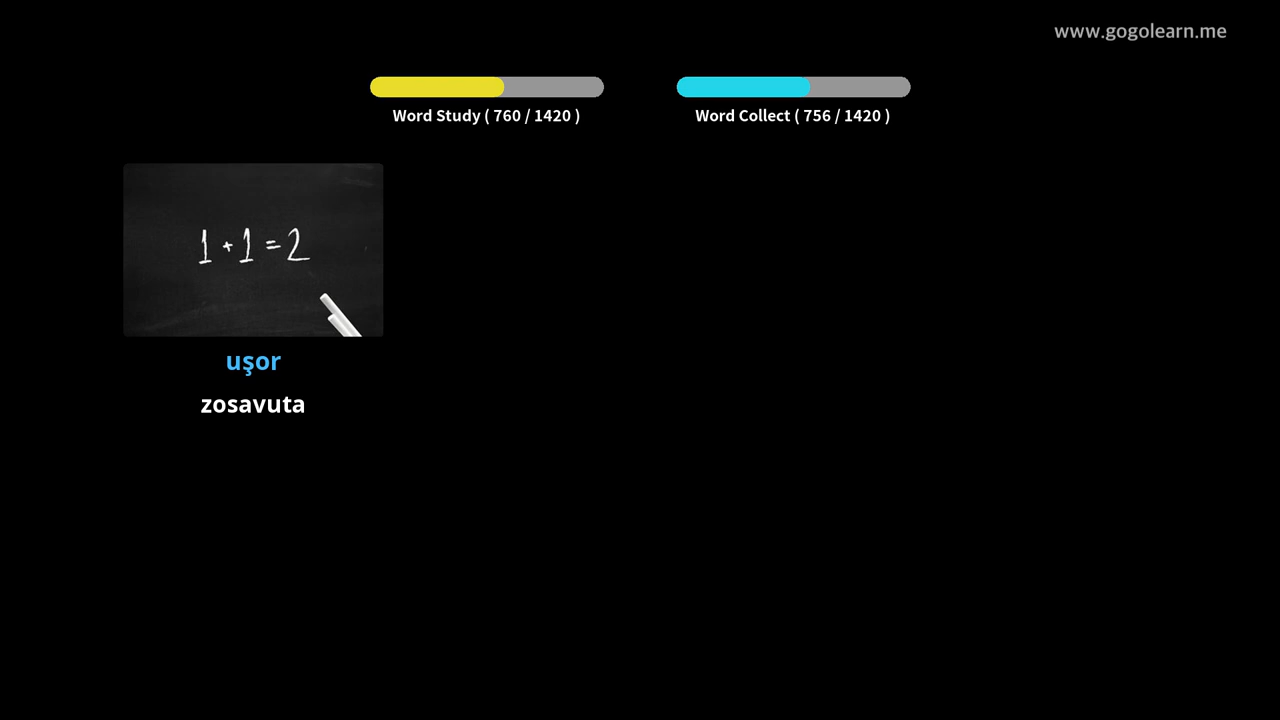 www.gogolearn.me
Word Study ( 760 / 1420 )
Word Collect ( 756 / 1420 )
1 + 1 = 2
uşor
zosavuta